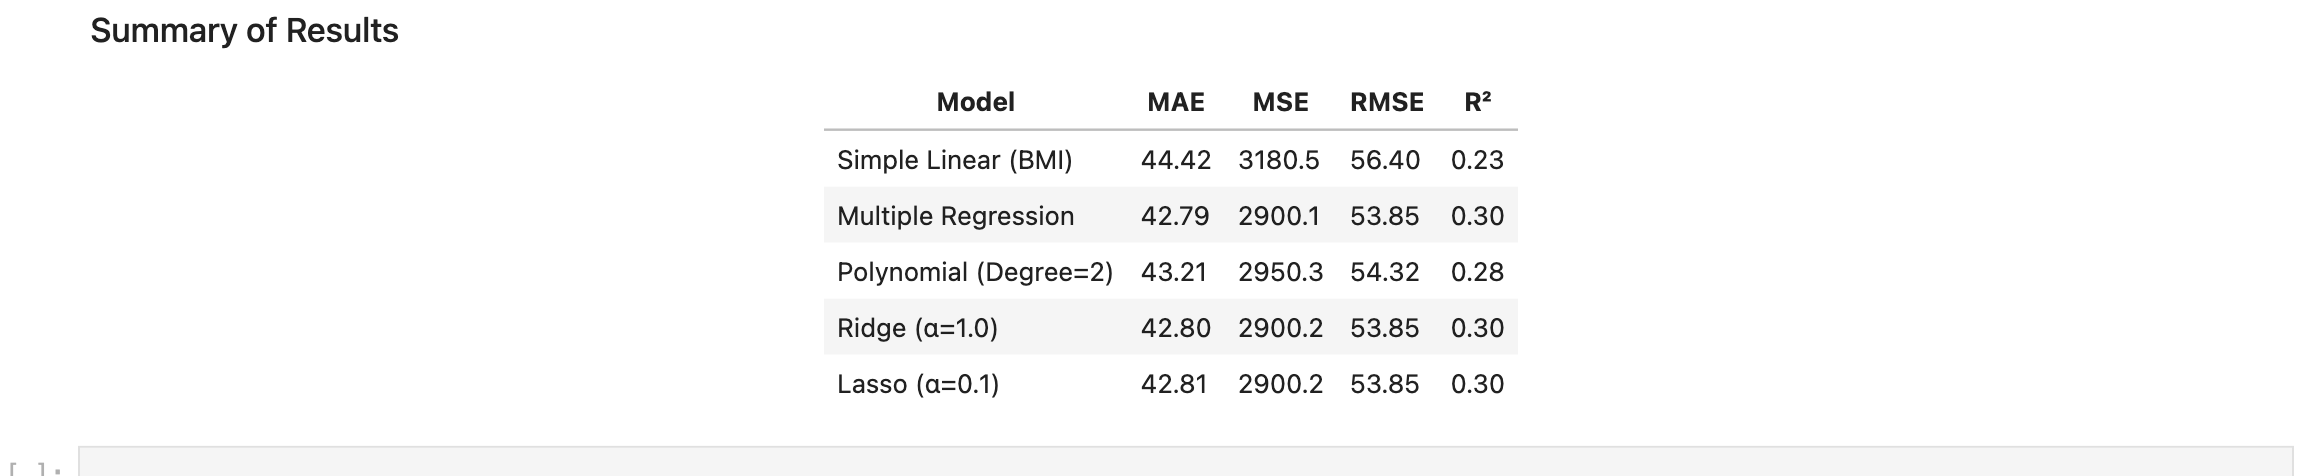 Summary of Results
Model MAE MSE RMSE R²
Simple Linear (BMI) 44.42 3180.5 56.40 0.23
Multiple Regression 42.79 2900.1 53.85 0.30
Polynomial (Degree=2) 43.21 2950.3 54.32 0.28
Ridge (α=1.0) 42.80 2900.2 53.85 0.30
Lasso (α=0.1) 42.81 2900.2 53.85 0.30
[ ]: